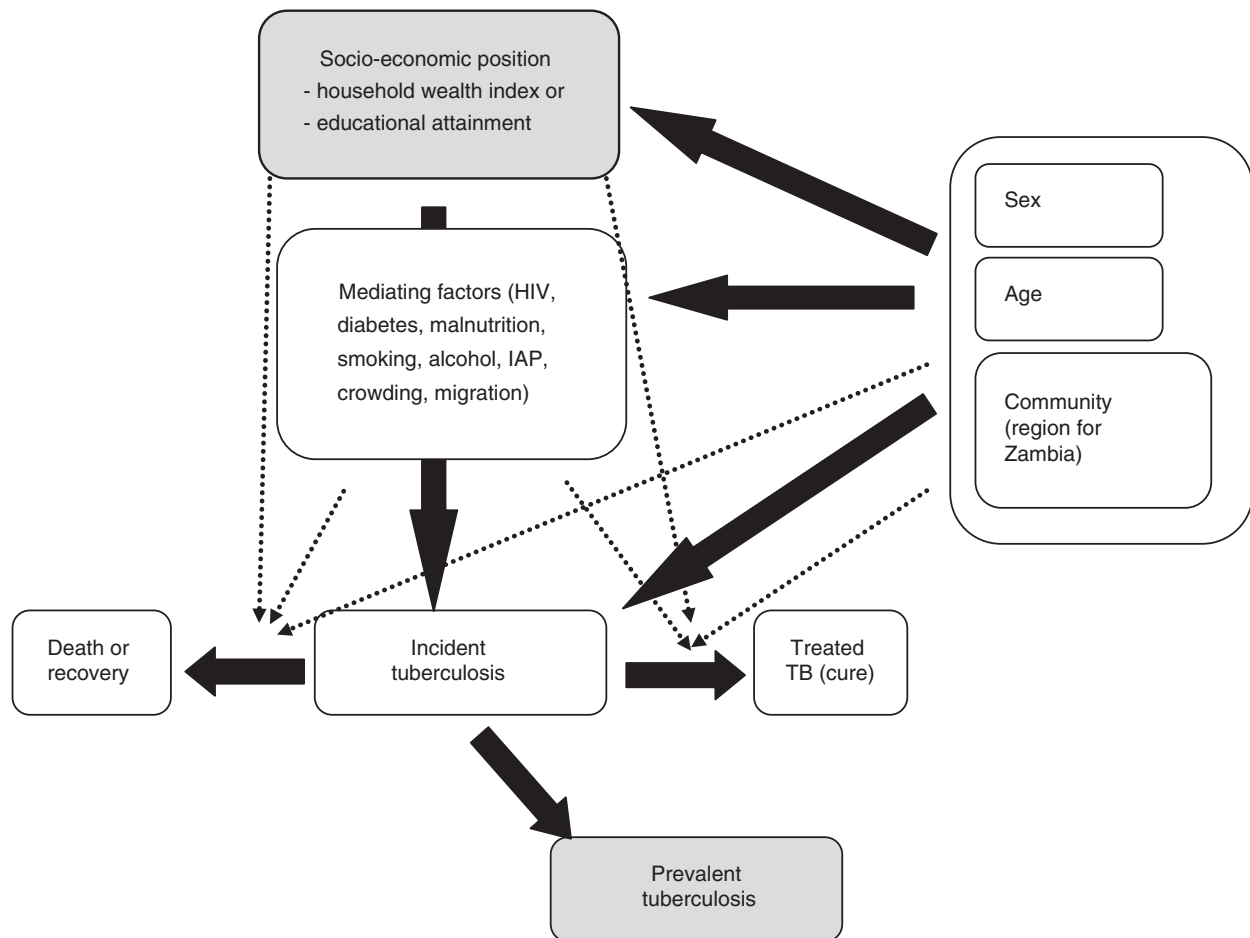 Socio-economic position
- household wealth index or
- educational attainment
Sex
Age
Mediating factors (HIV,
diabetes, malnutrition,
smoking, alcohol, IAP,
crowding, migration)
Community
(region for
Zambia)
Death or
recovery
Incident
tuberculosis
Treated
TB (cure)
Prevalent
tuberculosis